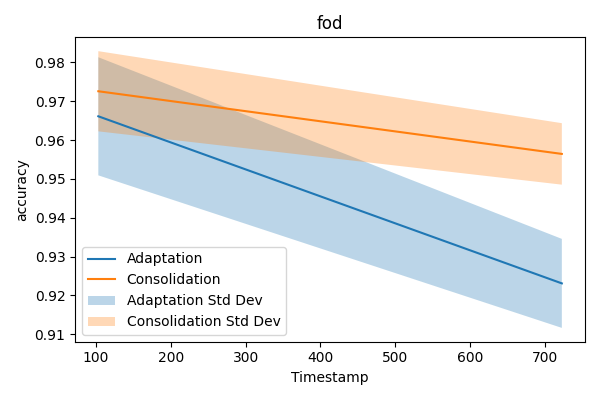 fod
0.98
0.97
0.96
0.95
0.94
0.93
0.92
0.91
accuracy
Adaptation
Consolidation
Adaptation Std Dev
Consolidation Std Dev
100 200 300 400 500 600 700
Timestamp